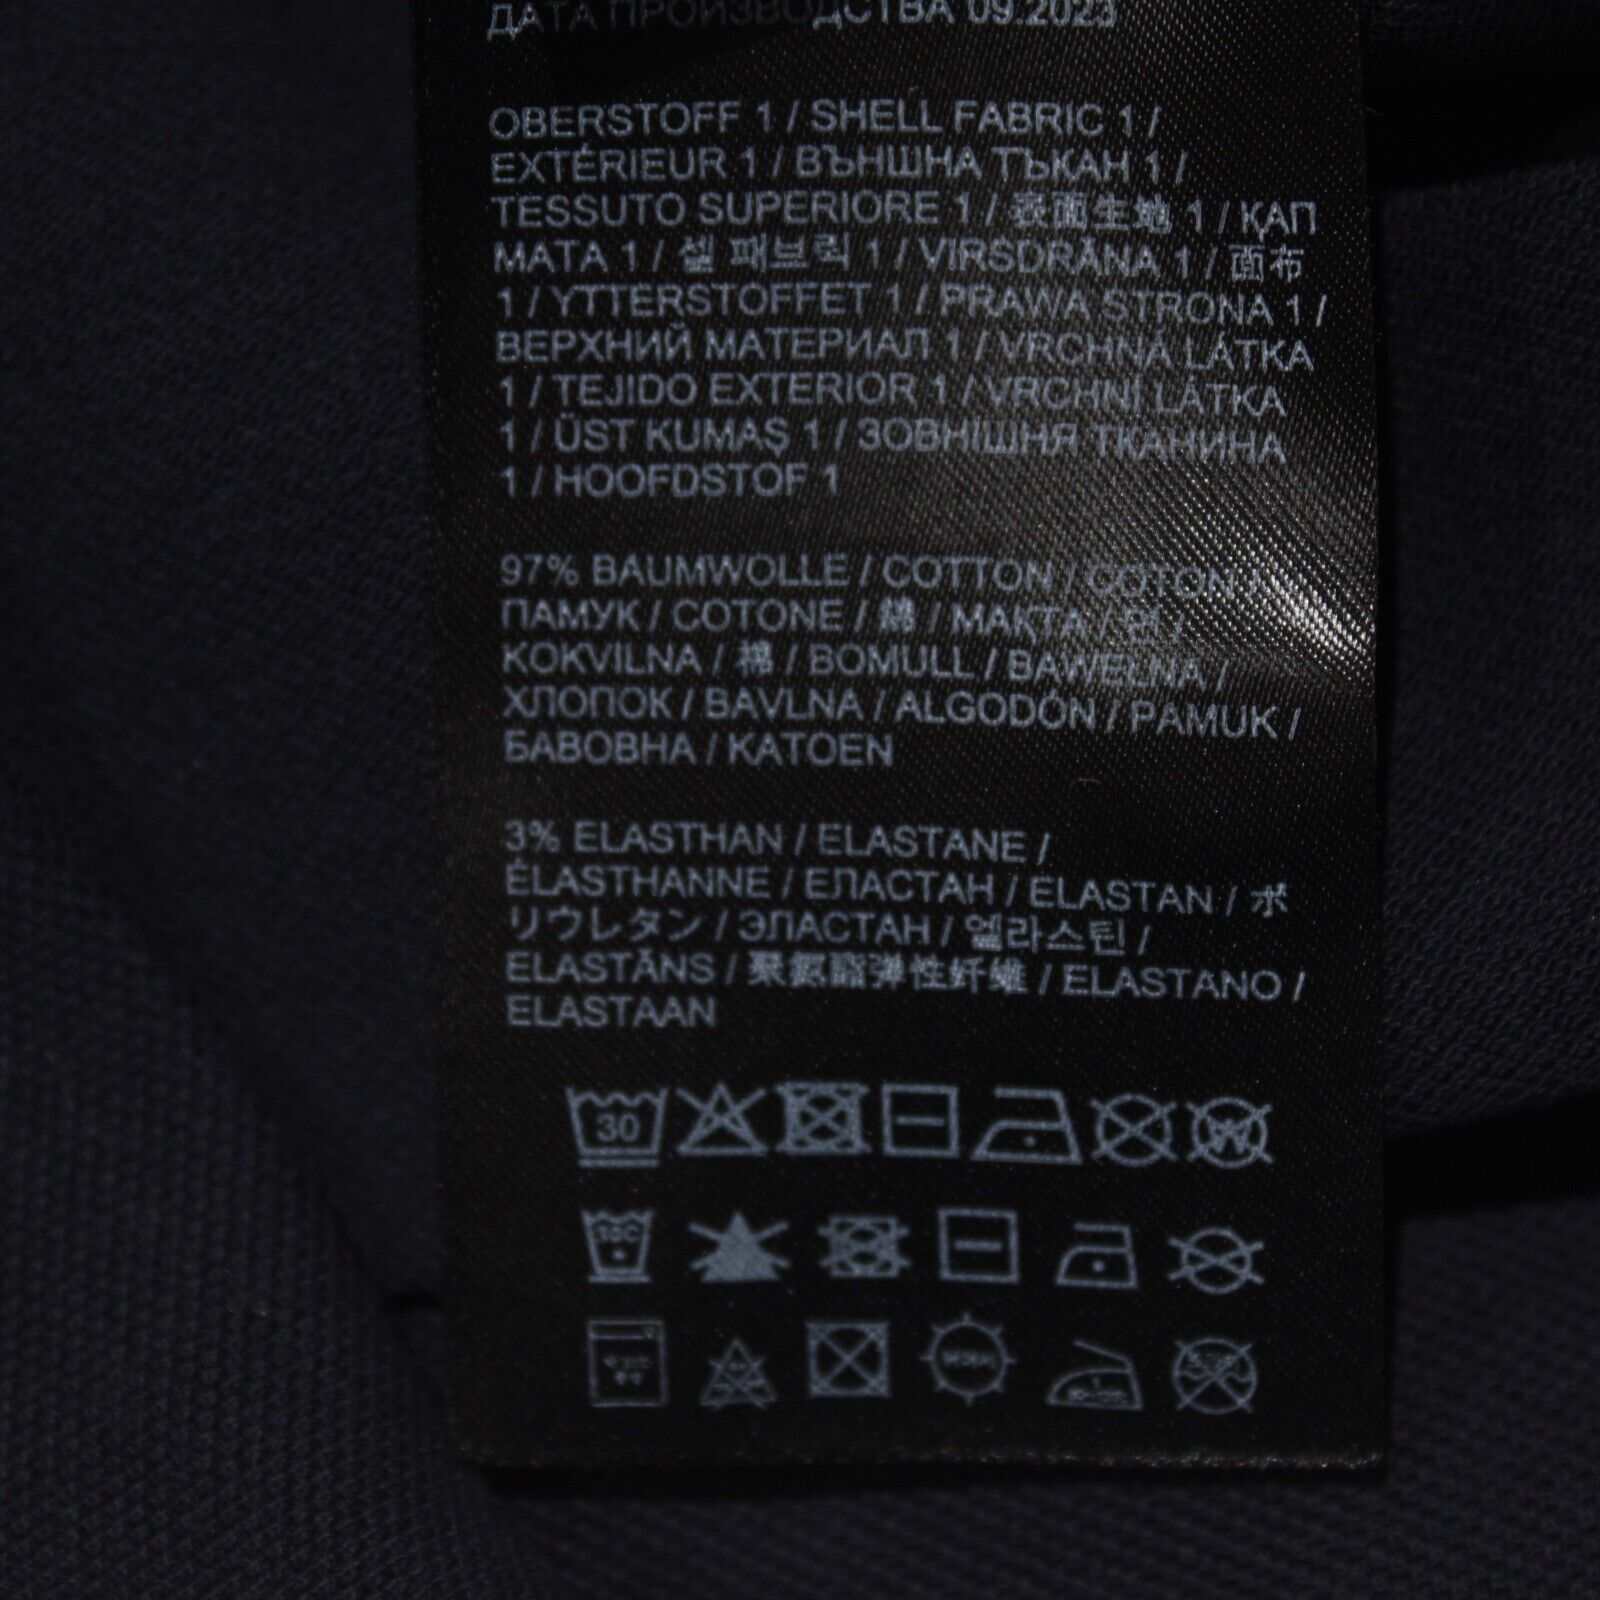 ДАТА ПРОИЗВОДСТВА 09.2023
OBERSTOFF 1 / SHELL FABRIC 1 /
EXTÉRIEUR 1 / ВЪНШНА ТЪКАН 1 /
TESSUTO SUPERIORE 1 / 表面生地 1 / ҚАП
МАТА 1 / 셸 패브릭 1 / VIRSDRĀNA 1 / 面布
1 / YTTERSTOFFET 1 / PRAWA STRONA 1 /
ВЕРХНИЙ МАТЕРИАЛ 1 / VRCHNÁ LÁTKA
1 / TEJIDO EXTERIOR 1 / VRCHNÍ LÁTKA
1 / ÜST KUMAŞ 1 / ЗОВНІШНЯ ТКАНИНА
1 / HOOFDSTOF 1
97% BAUMWOLLE / COTTON / COTON /
ПАМУК / COTONE / 綿 / МАҚТА / 면 /
KOKVILNA / 棉 / BOMULL / BAWEŁNA /
ХЛОПОК / BAVLNA / ALGODÓN / PAMUK /
БАВОВНА / KATOEN
3% ELASTHAN / ELASTANE /
ÉLASTHANNE / ЕЛАСТАН / ELASTAN / ポ
リウレタン / ЭЛАСТАН / 엘라스틴 /
ELASTĀNS / 聚氨酯弹性纤维 / ELASTANO /
ELASTAAN
30 W